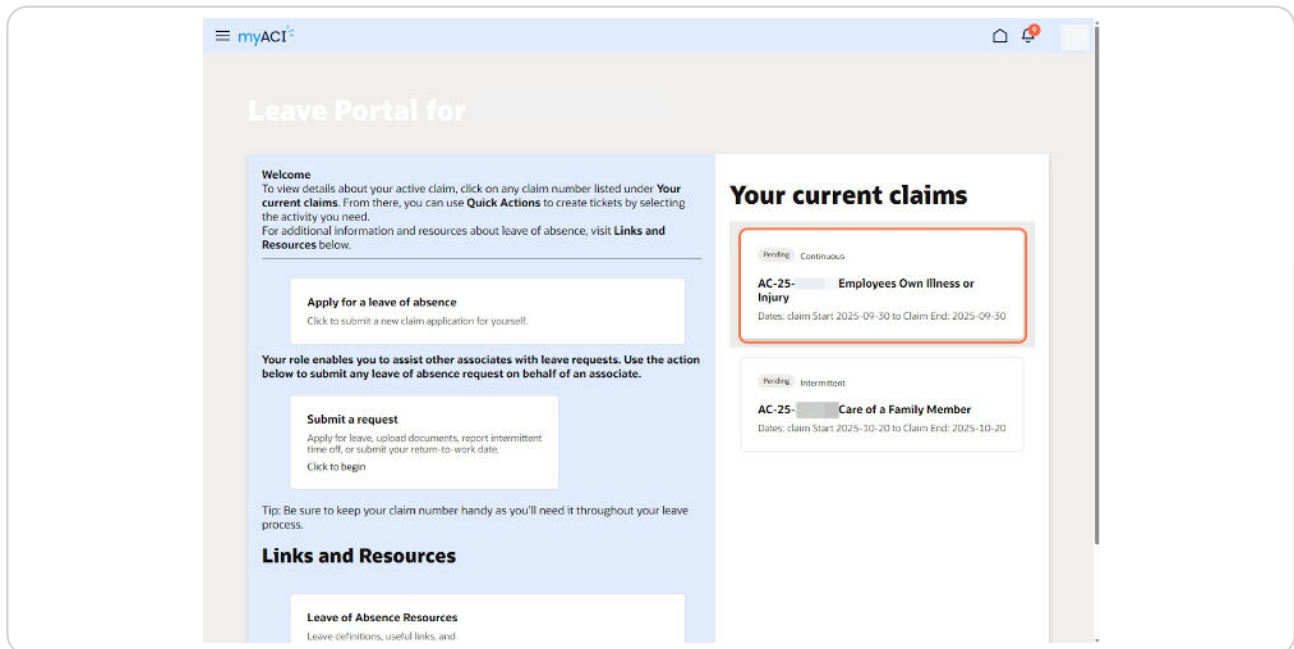 myACI
9
Leave Portal for
Welcome
To view details about your active claim, click on any claim number listed under Your
current claims. From there, you can use Quick Actions to create tickets by selecting
the activity you need.
For additional information and resources about leave of absence, visit Links and
Resources below.
Apply for a leave of absence
Click to submit a new claim application for yourself.
Your role enables you to assist other associates with leave requests. Use the action
below to submit any leave of absence request on behalf of an associate.
Submit a request
Apply for leave, upload documents, report intermittent
time off, or submit your return-to-work date.
Click to begin
Tip: Be sure to keep your claim number handy as you'll need it throughout your leave
process.
Links and Resources
Leave of Absence Resources
Leave definitions, useful links, and
Your current claims
Pending Continuous
AC-25- Employees Own Illness or
Injury
Dates: claim Start 2025-09-30 to Claim End: 2025-09-30
Pending Intermittent
AC-25- Care of a Family Member
Dates: claim Start 2025-10-20 to Claim End: 2025-10-20